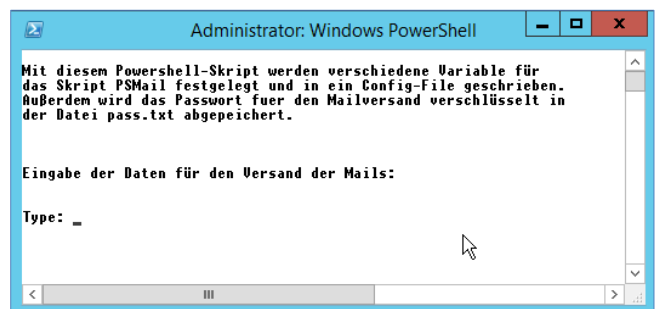 Administrator: Windows PowerShell
Mit diesem Powershell-Skript werden verschiedene Variable für
das Skript PSMail festgelegt und in ein Config-File geschrieben.
Außerdem wird das Passwort fuer den Mailversand verschlüsselt in
der Datei pass.txt abgepeichert.
Eingabe der Daten für den Versand der Mails:
Type: _